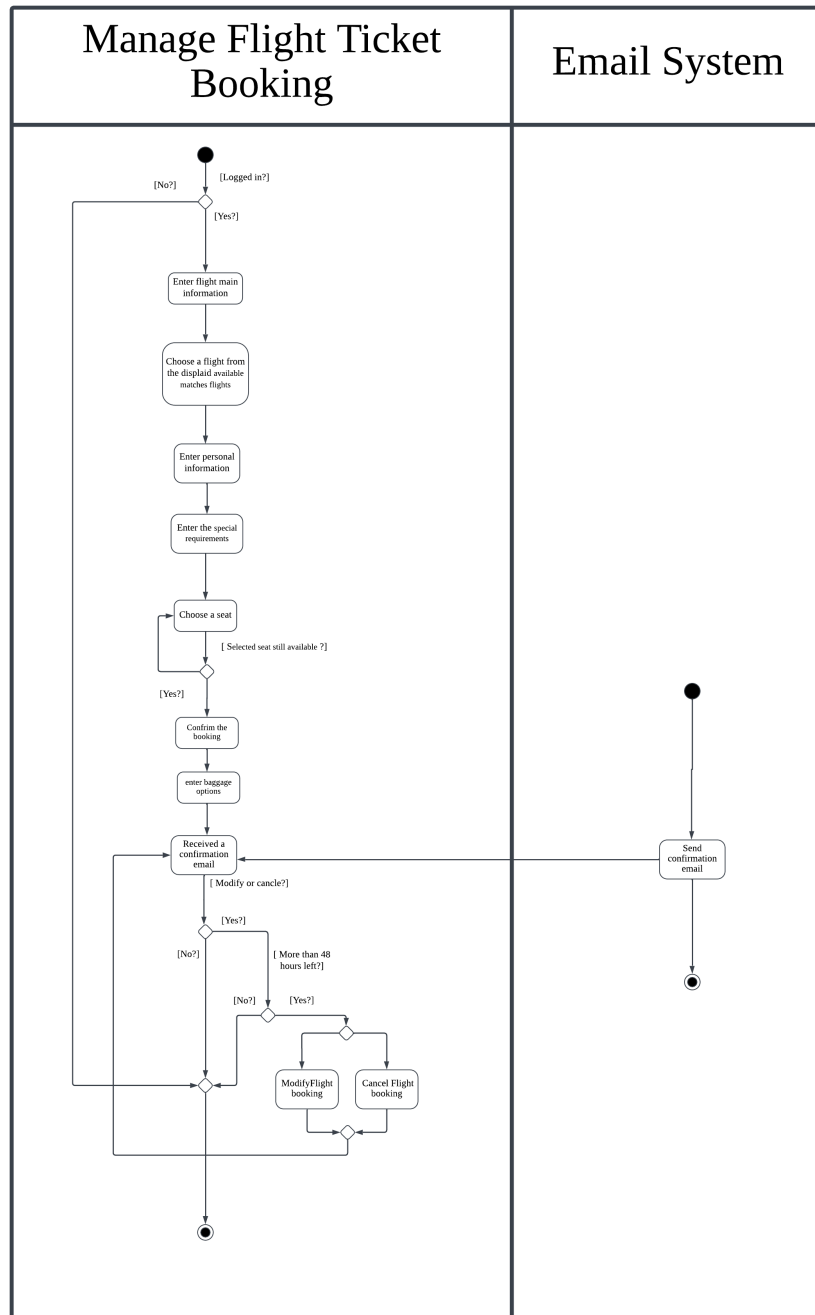 Manage Flight Ticket
Booking
Email System
[Logged in?]
[No?]
[Yes?]
Enter flight main
information
Choose a flight from
the displaid available
matches flights
Enter personal
information
Enter the special
requirements
Choose a seat
[ Selected seat still available ?]
[Yes?]
Confrim the
booking
enter baggage
options
Received a
confirmation
email
Send
confirmation
email
[ Modify or cancle?]
[Yes?]
[No?]
[ More than 48
hours left?]
[No?]
[Yes?]
ModifyFlight
booking
Cancel Flight
booking